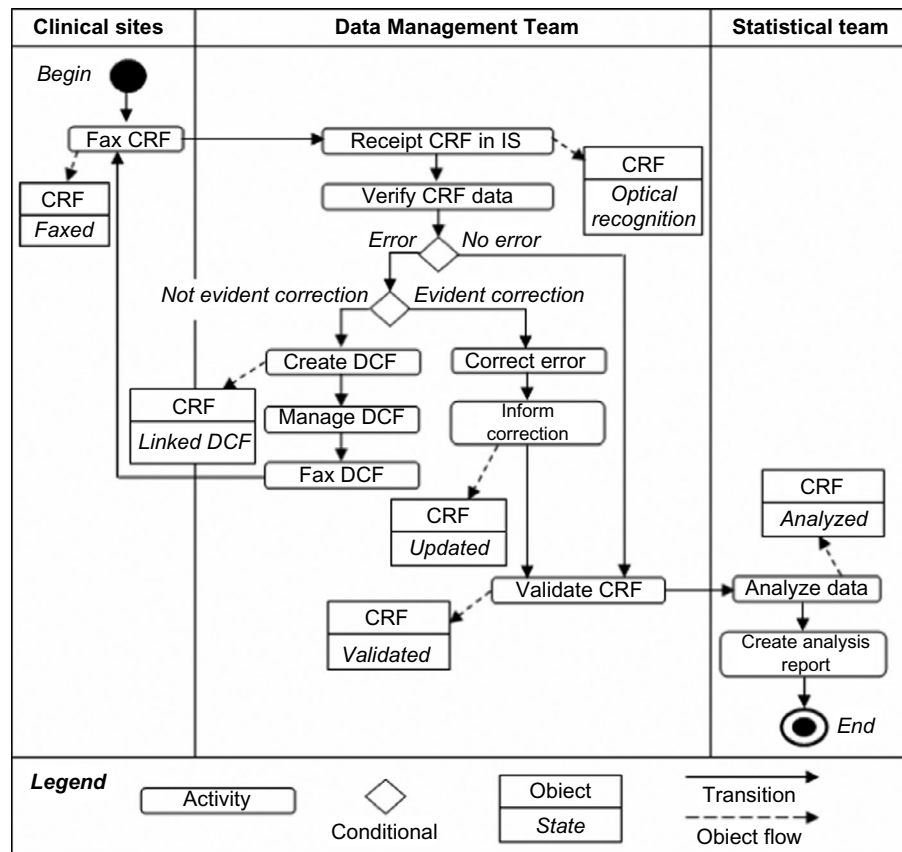 Clinical sites
Data Management Team
Statistical team
Begin
Fax CRF
Receipt CRF in IS
CRF
Faxed
CRF
Optical
recognition
Verify CRF data
Error
No error
Not evident correction
Evident correction
Create DCF
Correct error
CRF
Linked DCF
Manage DCF
Inform
correction
Fax DCF
CRF
Updated
CRF
Analyzed
Validate CRF
Analyze data
CRF
Validated
Create analysis
report
End
Legend
Activity
Conditional
Object
State
Transition
Object flow